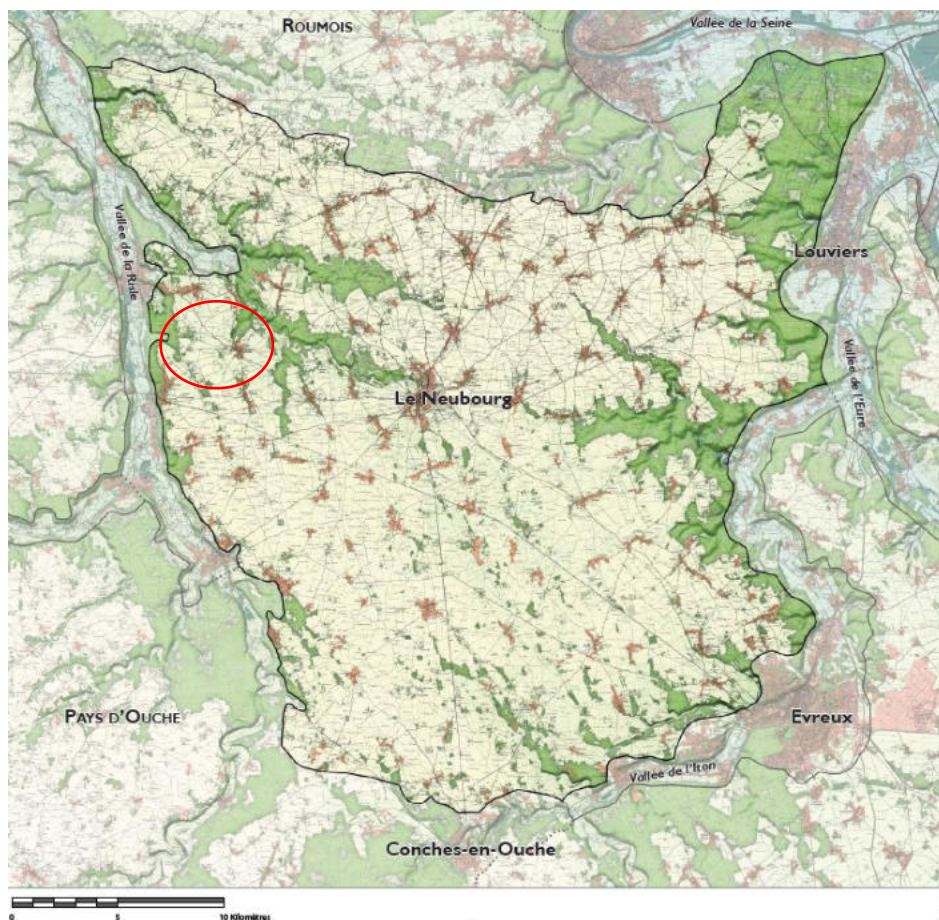 ROUMOIS
Vallée de la Seine
Vallée de la Risle
Louviers
Vallée de l'Eure
Le Neubourg
PAYS D'OUCHE
Evreux
Vallée de l'Iton
Conches-en-Ouche
0 5 10 Kilomètres